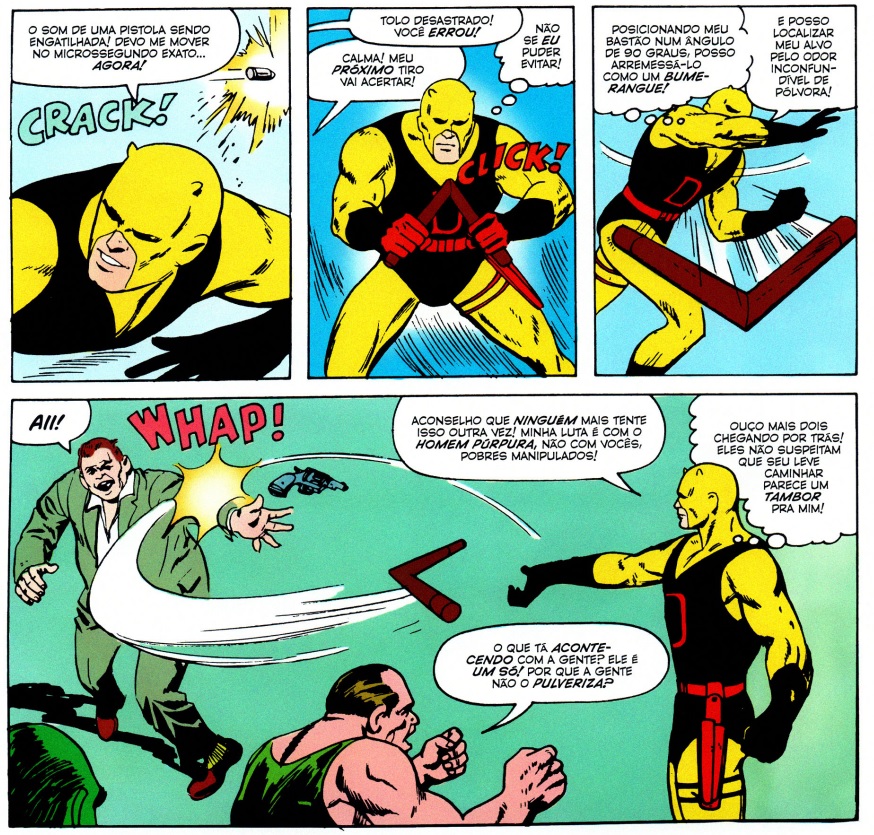 O SOM DE UMA PISTOLA SENDO
ENGATILHADA! DEVO ME MOVER
NO MICROSSEGUNDO EXATO...
AGORA!
CRACK!
TOLO DESASTRADO!
VOCÊ ERROU!
CALMA! MEU
PRÓXIMO TIRO
VAI ACERTAR!
NÃO
SE EU
PUDER
EVITAR!
CLICK!
POSICIONANDO MEU
BASTÃO NUM ÂNGULO
DE 90 GRAUS, POSSO
ARREMESSÁ-LO
COMO UM BUME-
RANGUE!
E POSSO
LOCALIZAR
MEU ALVO
PELO ODOR
INCONFUN-
DÍVEL DE
PÓLVORA!
AII!
WHAP!
ACONSELHO QUE NINGUÉM MAIS TENTE
ISSO OUTRA VEZ! MINHA LUTA É COM O
HOMEM PÚRPURA, NÃO COM VOCÊS,
POBRES MANIPULADOS!
OUÇO MAIS DOIS
CHEGANDO POR TRÁS!
ELES NÃO SUSPEITAM
QUE SEU LEVE
CAMINHAR
PARECE UM
TAMBOR
PRA MIM!
O QUE TÁ ACONTE-
CENDO COM A GENTE? ELE É
UM SÓ! POR QUE A GENTE
NÃO O PULVERIZA?